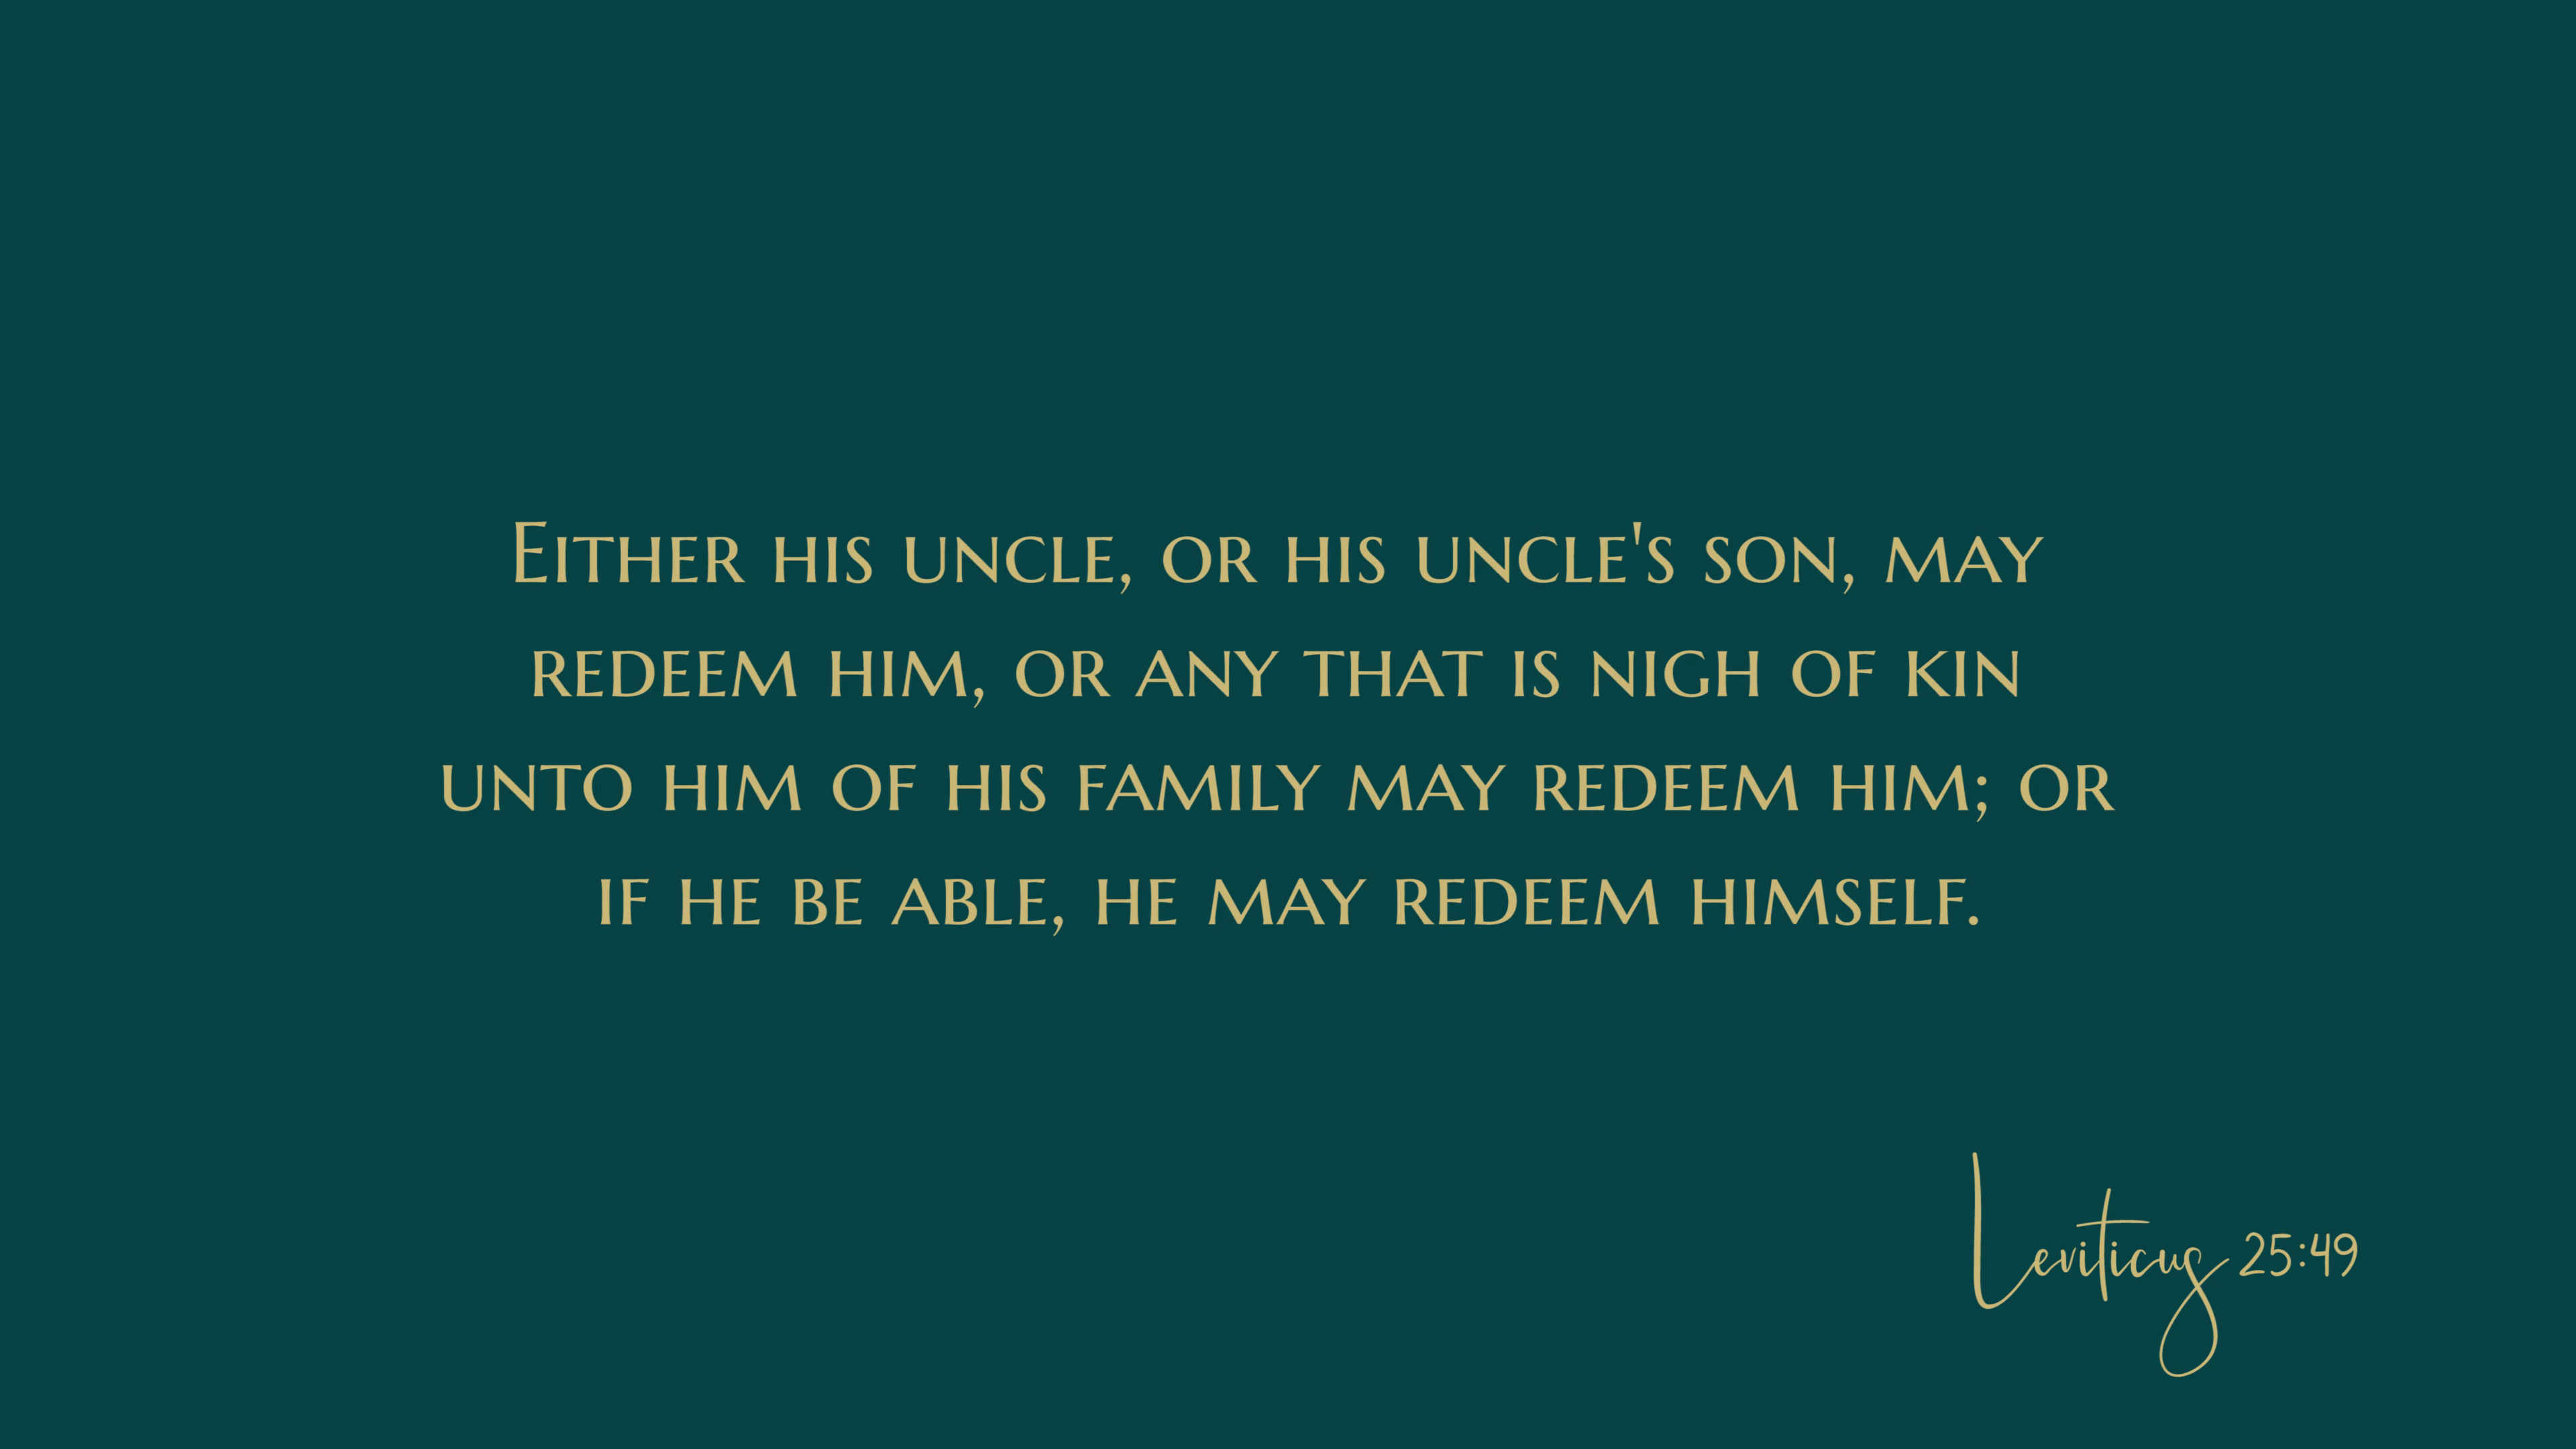 Either his uncle, or his uncle's son, may
redeem him, or any that is nigh of kin
unto him of his family may redeem him; or
if he be able, he may redeem himself.
Leviticus 25:49